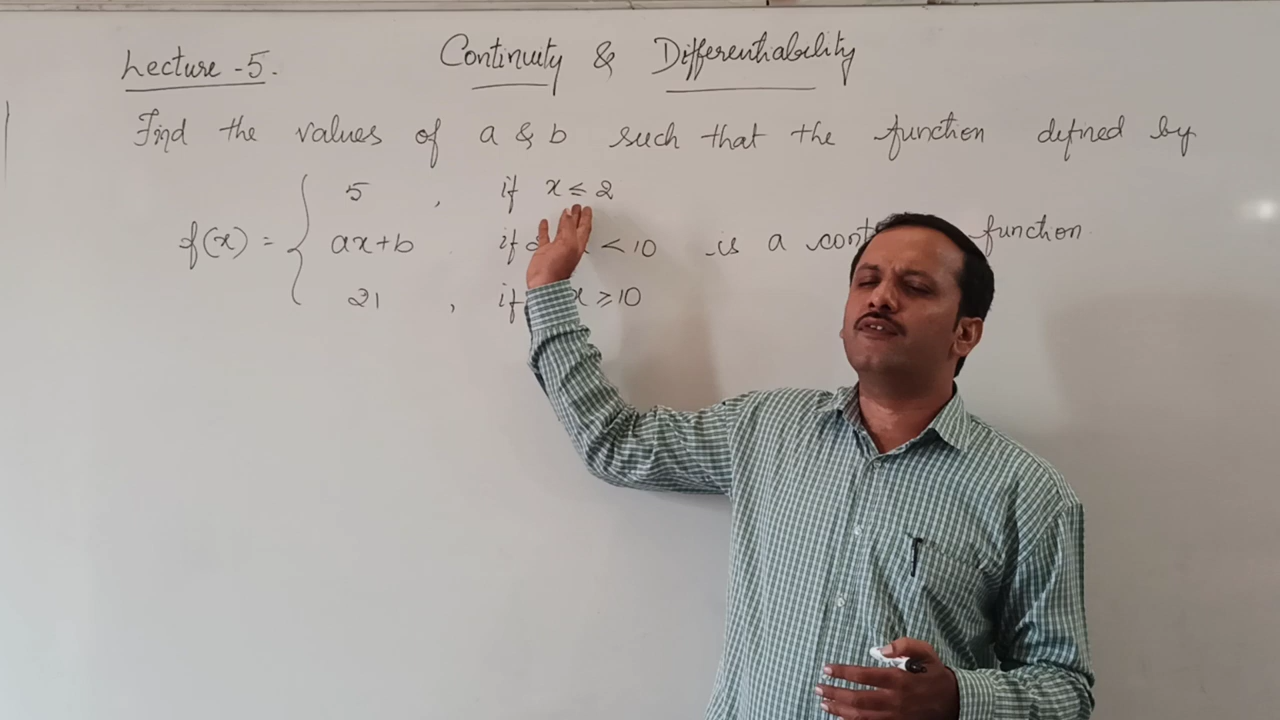 Lecture - 5.
Continuity & Differentiability
Find the values of a & b such that the function defined by
5 , if x ≤ 2
f(x) = { ax+b if < 10 is a function
21 , if x ≥ 10